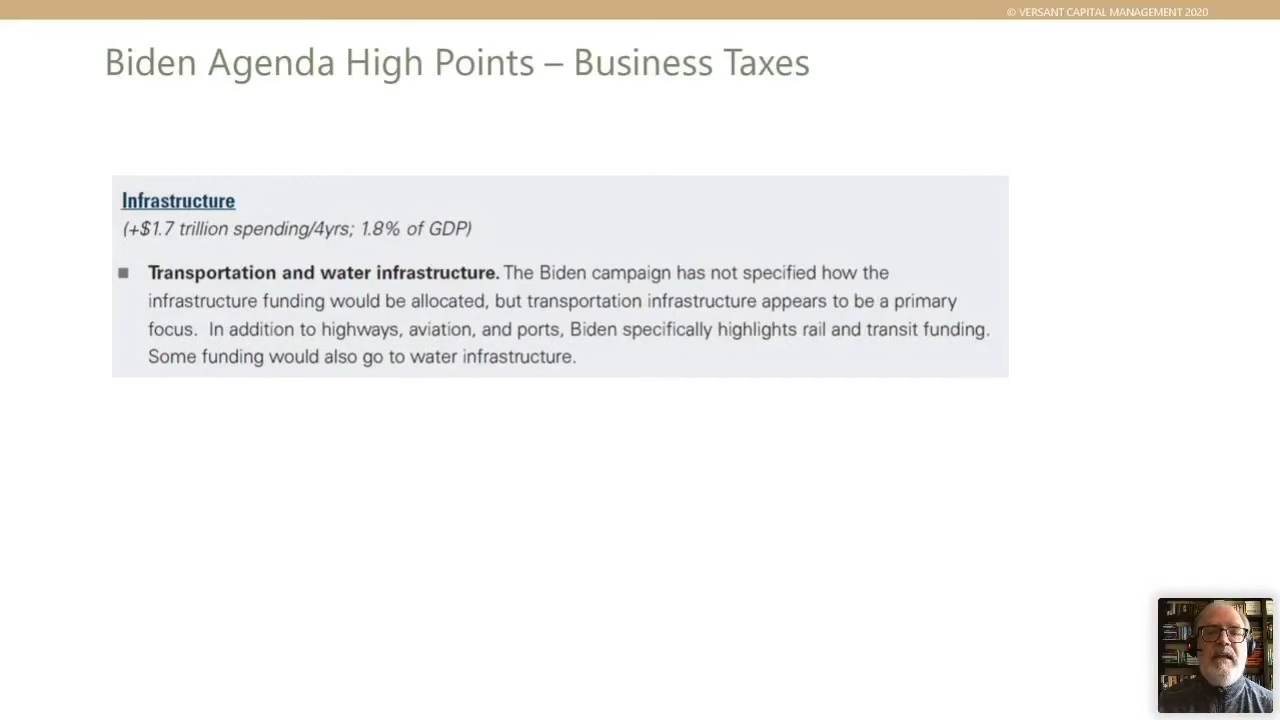 © VERSANT CAPITAL MANAGEMENT 2020
Biden Agenda High Points – Business Taxes
Infrastructure
(+$1.7 trillion spending/4yrs; 1.8% of GDP)
■ Transportation and water infrastructure. The Biden campaign has not specified how the
infrastructure funding would be allocated, but transportation infrastructure appears to be a primary
focus. In addition to highways, aviation, and ports, Biden specifically highlights rail and transit funding.
Some funding would also go to water infrastructure.